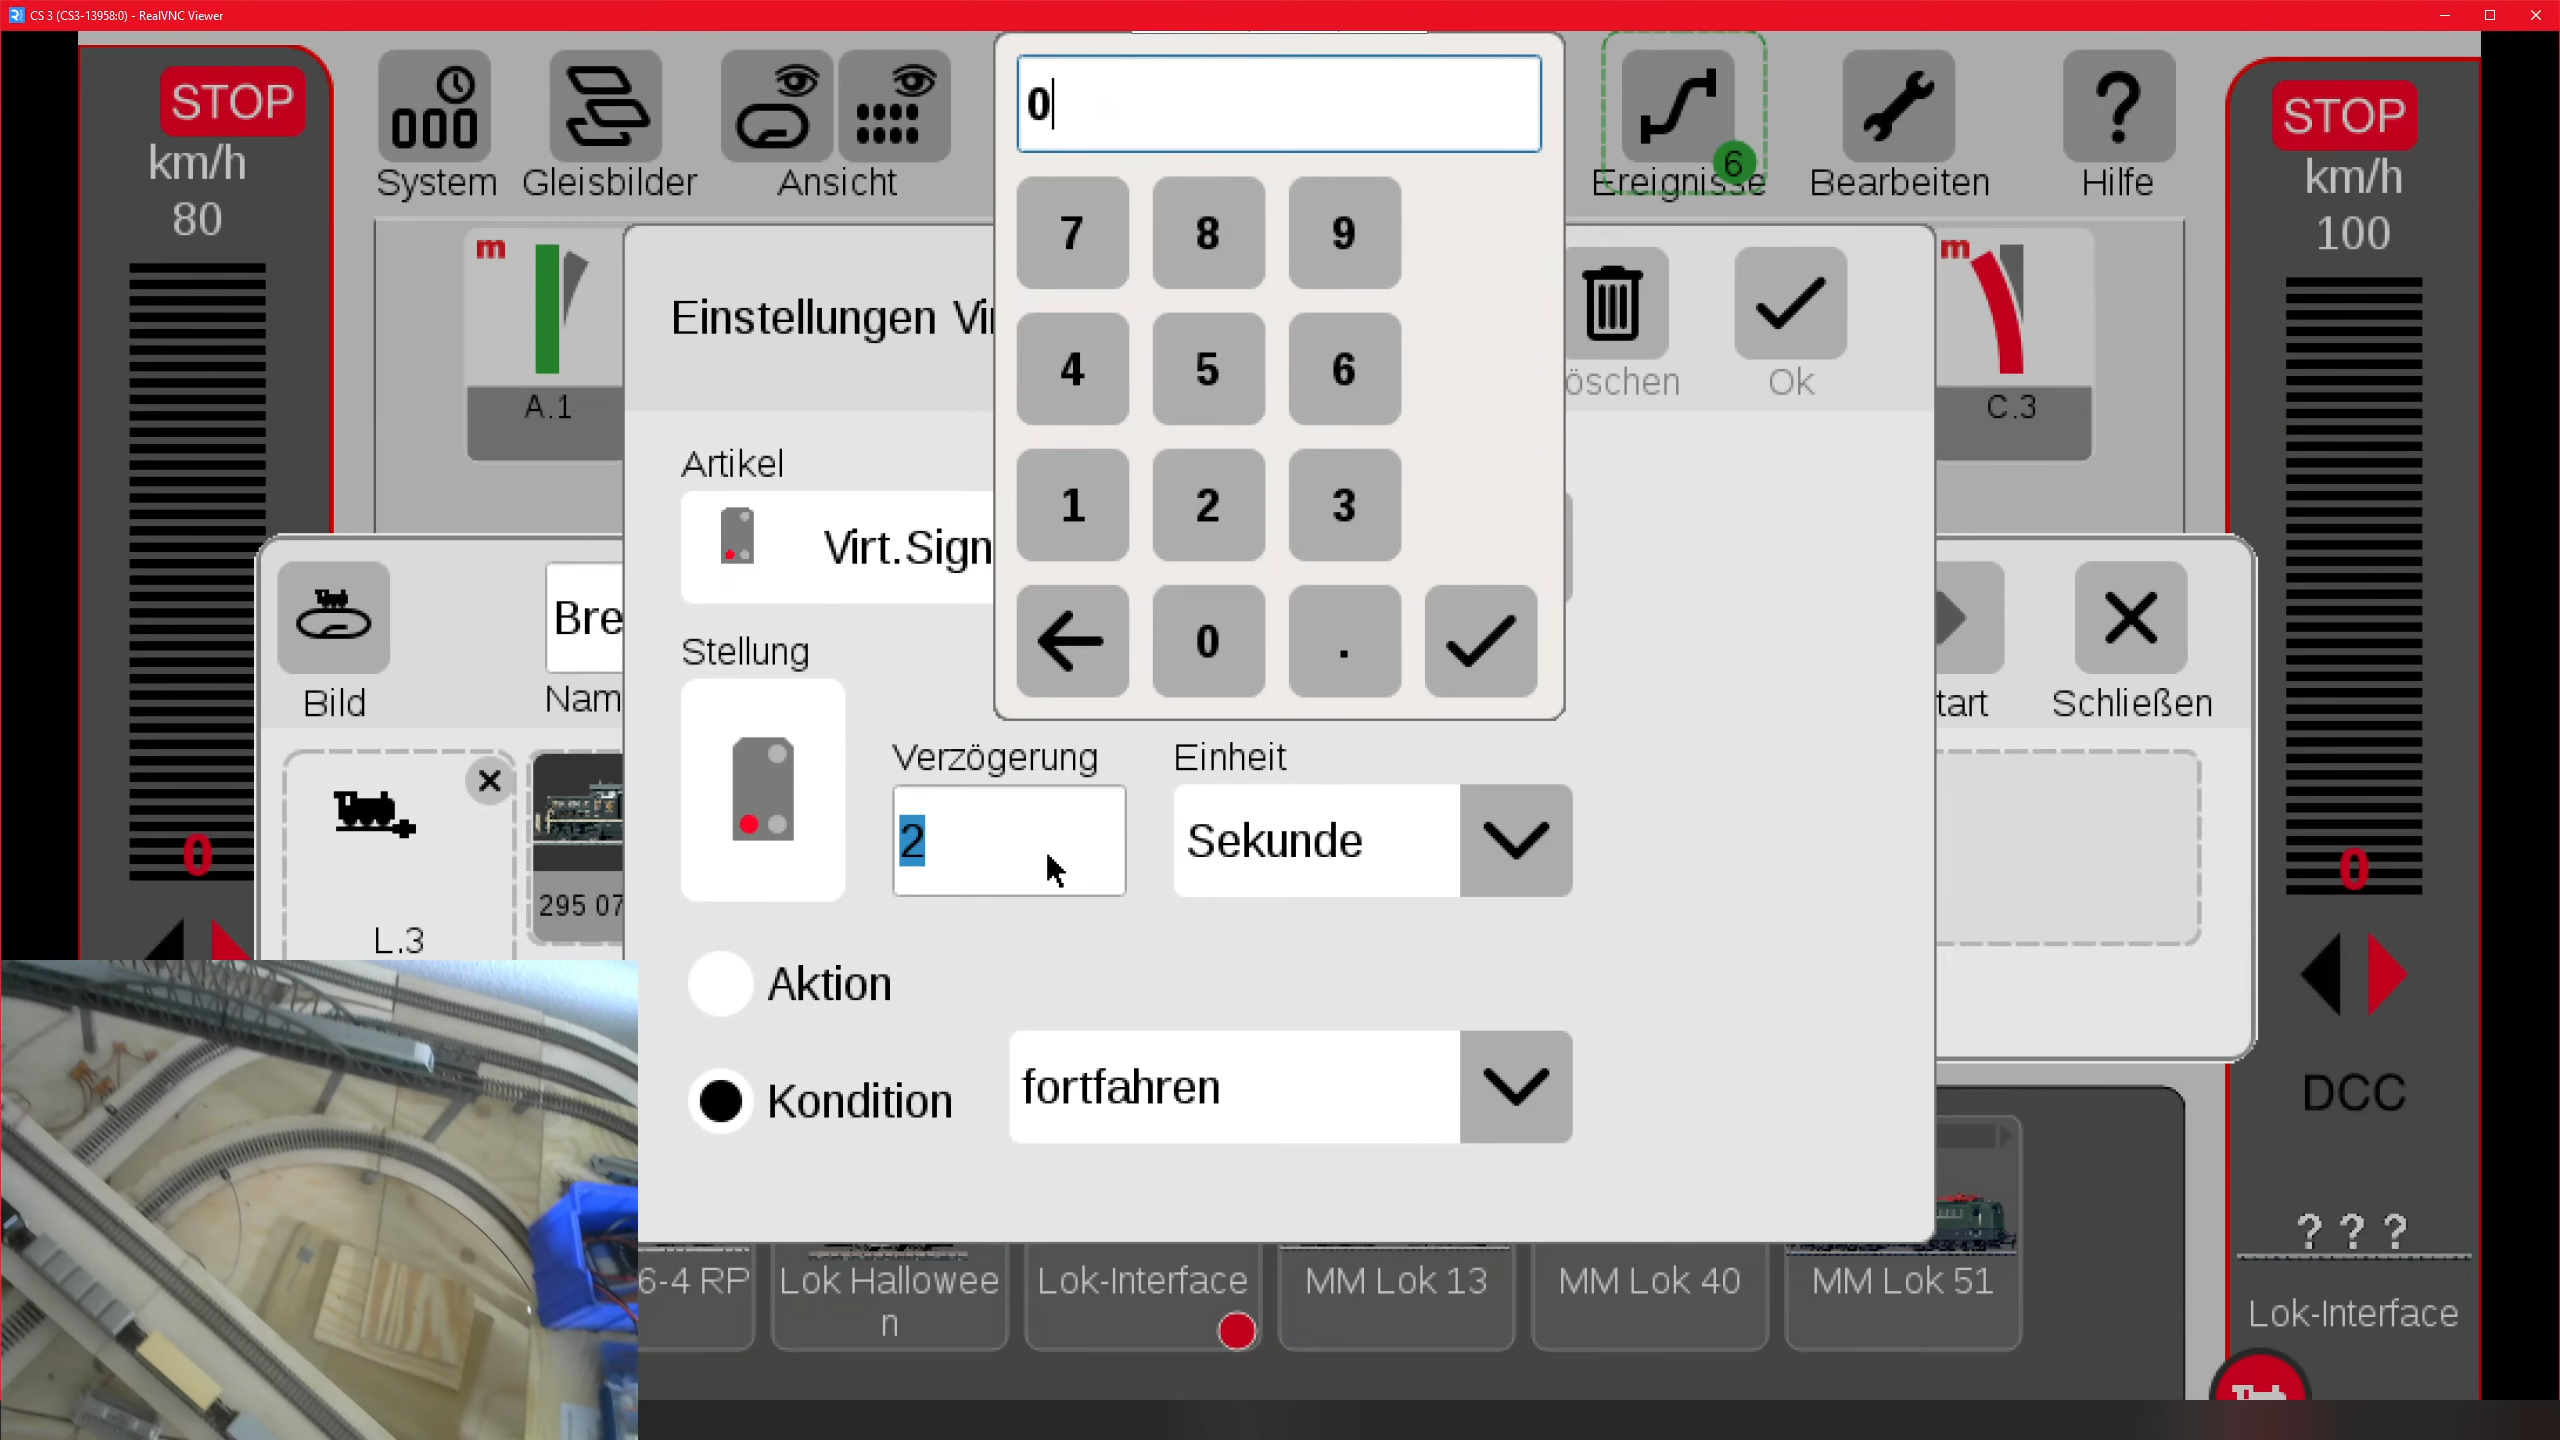 CS 3 (CS3-13958:0) - RealVNC Viewer
STOP
km/h
80
0
System
Gleisbilder
Ansicht
Ereignisse
6
Bearbeiten
Hilfe
STOP
km/h
100
0
m
A.1
m
C.3
0
7 8 9
4 5 6
1 2 3
0 .
Einstellungen Vir
öschen
Ok
Artikel
Virt.Sign
Stellung
Verzögerung
Einheit
2
Sekunde
Aktion
Kondition
fortfahren
Bild
Bre
Nam
tart
Schließen
L.3
295 07
6-4 RP
Lok Hallowee
n
Lok-Interface
MM Lok 13
MM Lok 40
MM Lok 51
DCC
? ? ?
Lok-Interface